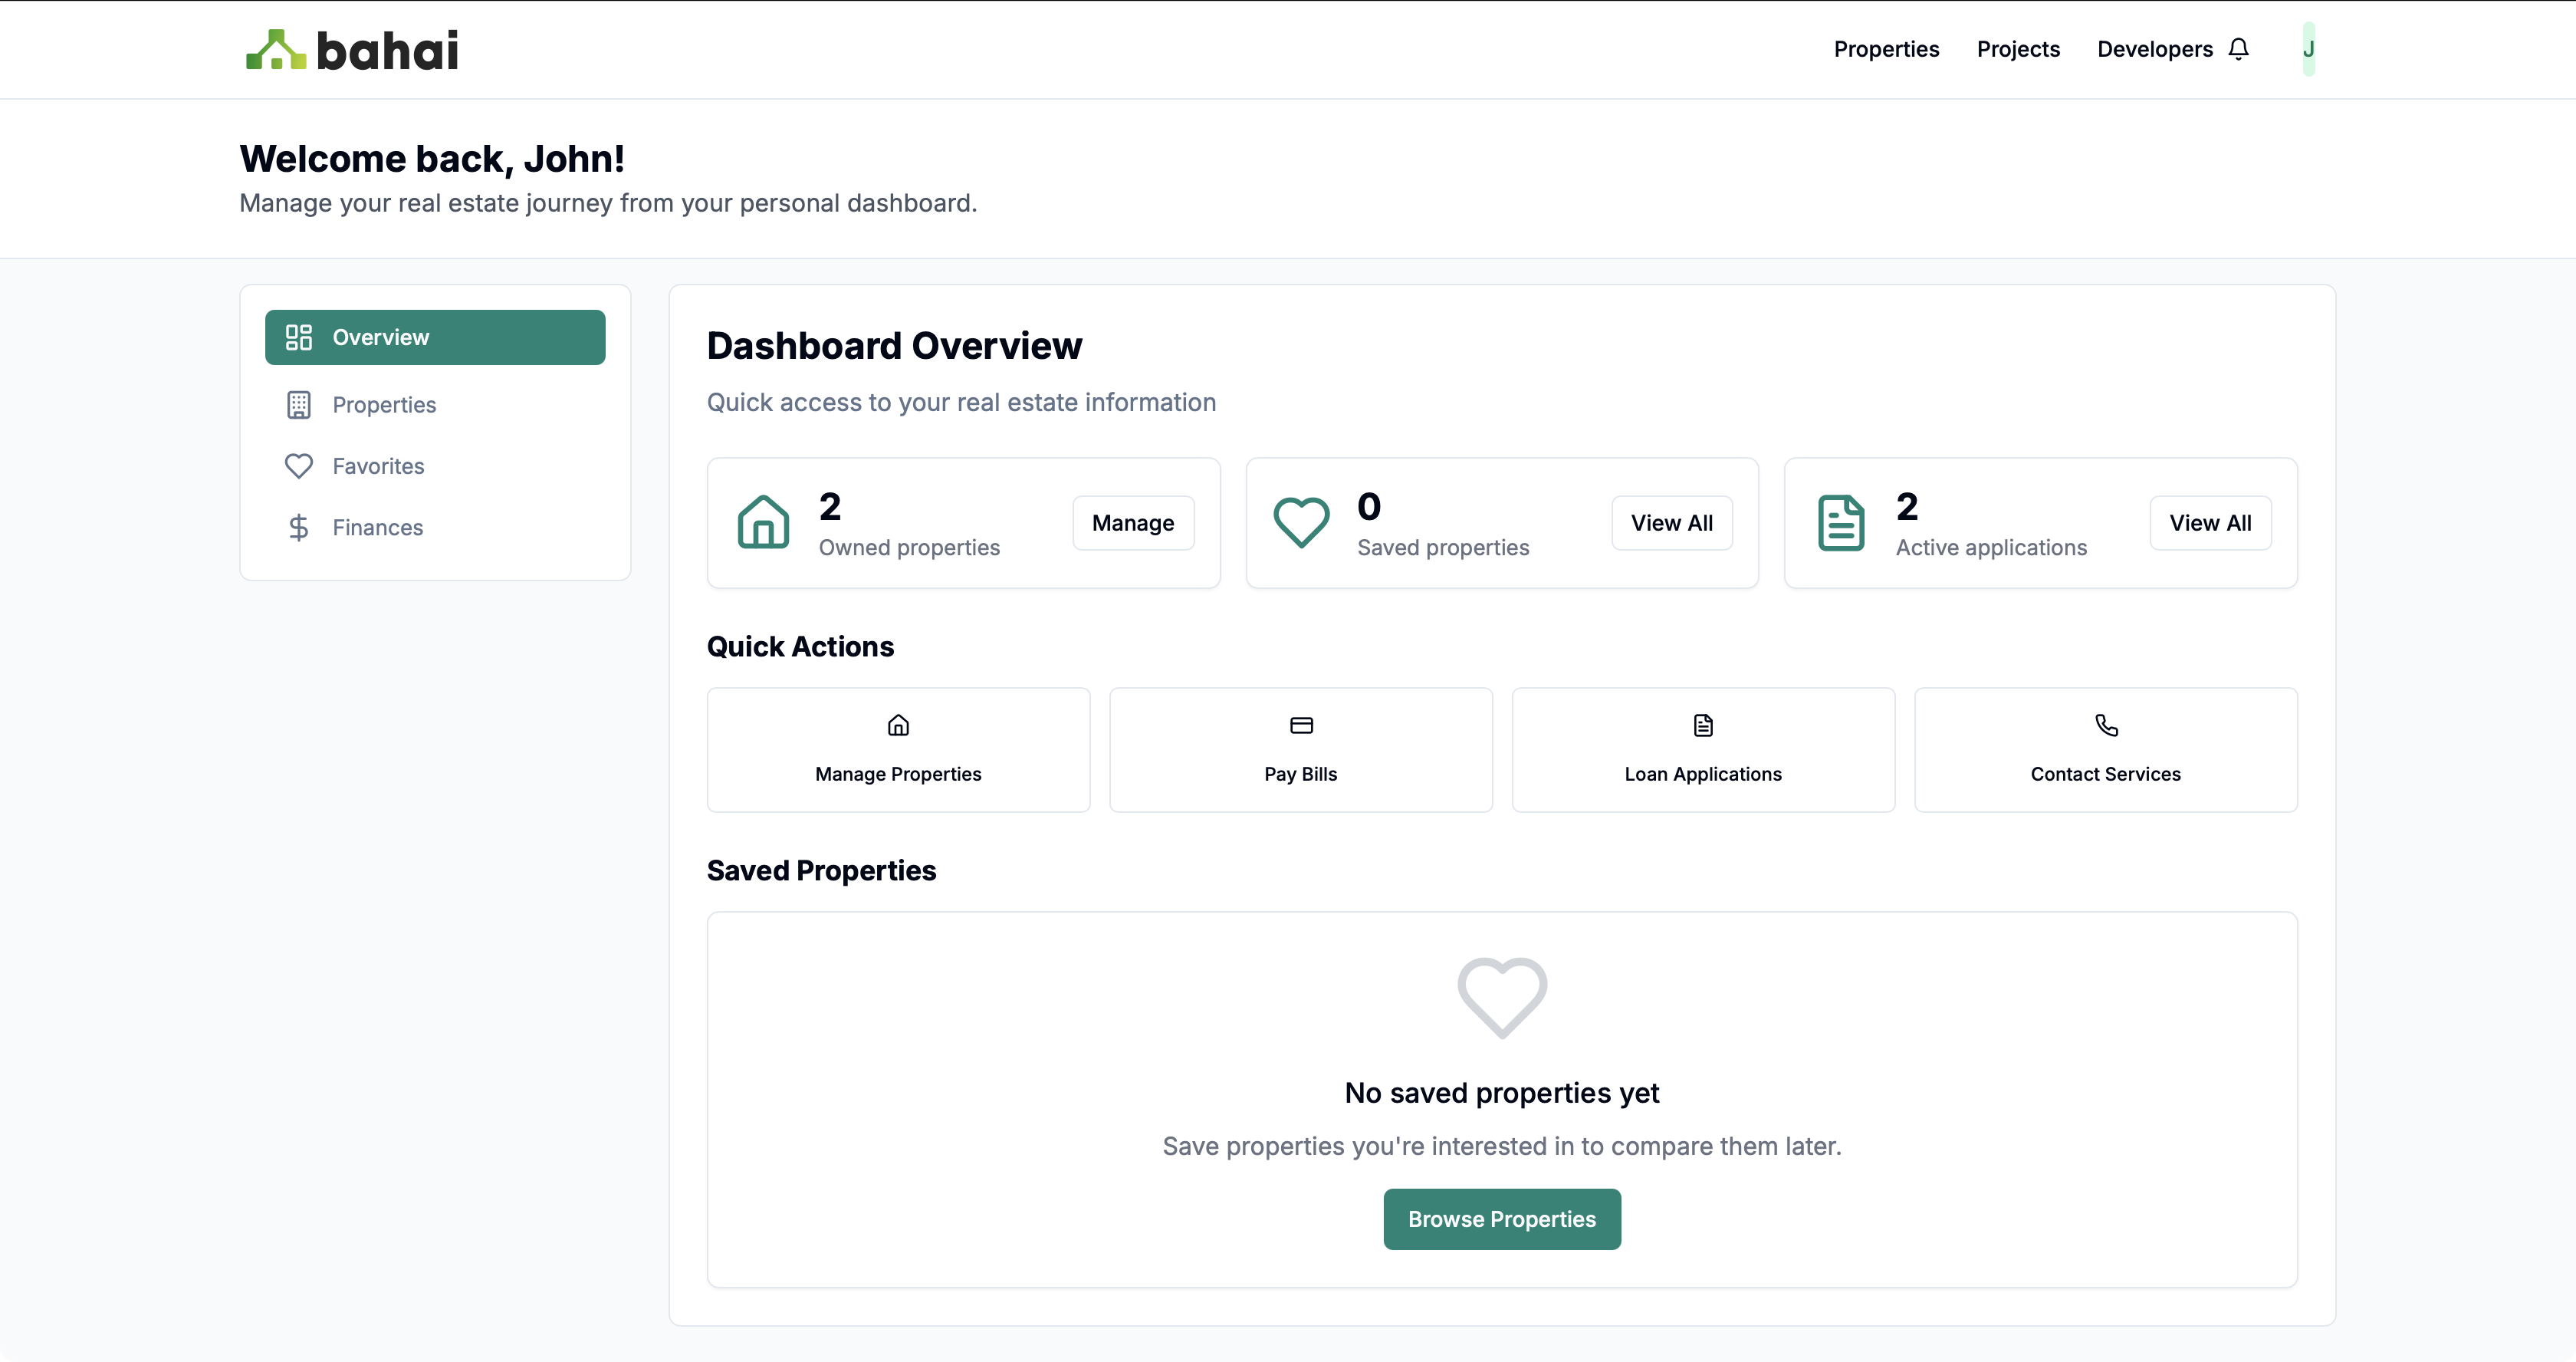 bahai
Properties Projects Developers J
Welcome back, John!
Manage your real estate journey from your personal dashboard.
Overview
Properties
Favorites
Finances
Dashboard Overview
Quick access to your real estate information
2
Owned properties
Manage
0
Saved properties
View All
2
Active applications
View All
Quick Actions
Manage Properties
Pay Bills
Loan Applications
Contact Services
Saved Properties
No saved properties yet
Save properties you're interested in to compare them later.
Browse Properties